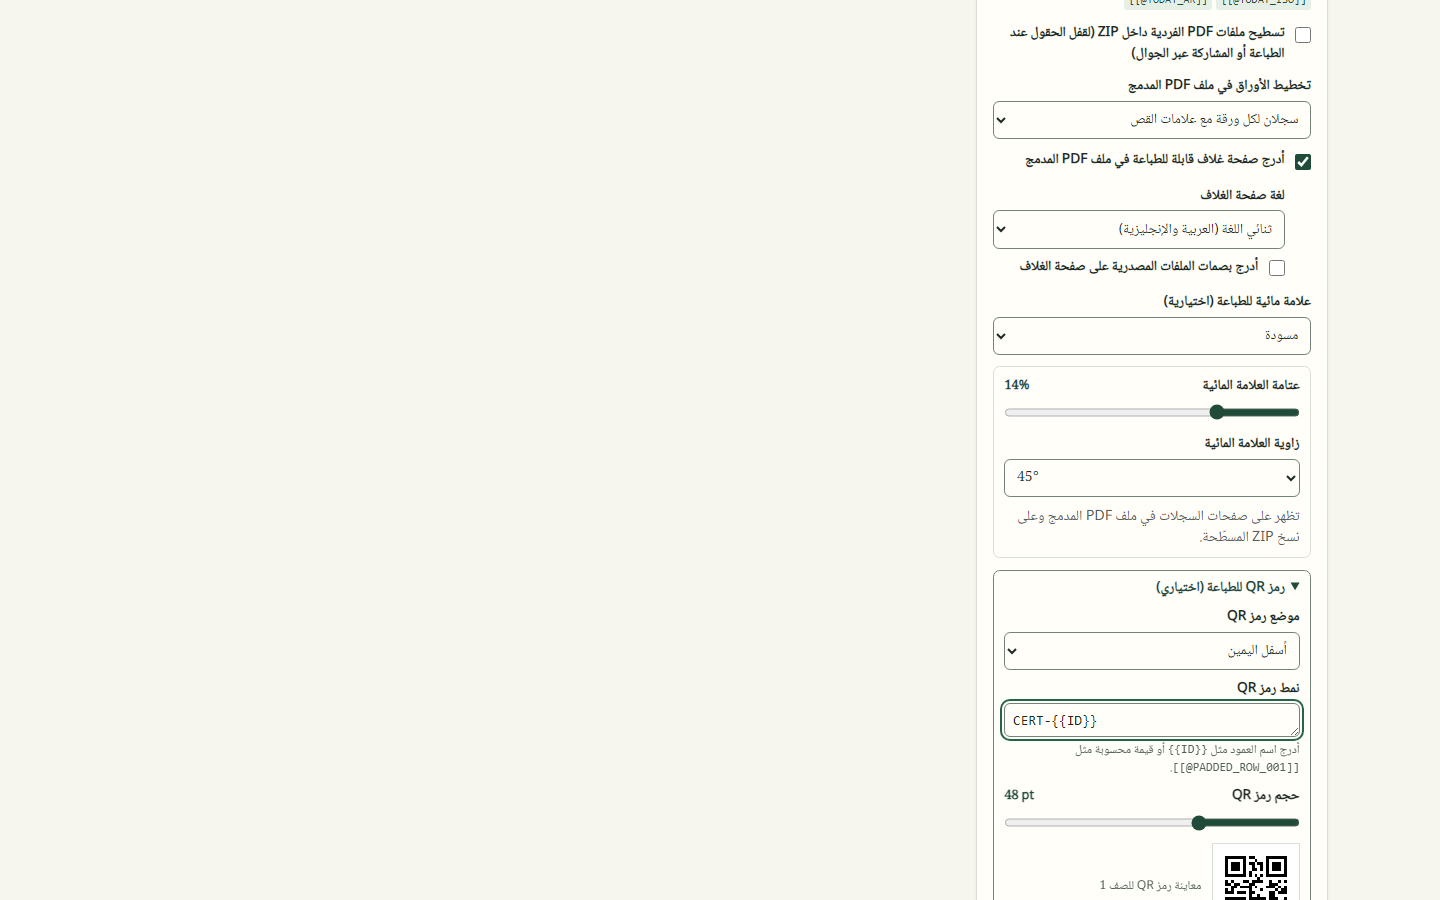 [[@TODAY_AR]] [[@TODAY_ISO]]
تسطيح ملفات PDF الفردية داخل ZIP (لقفل الحقول عند
الطباعة أو المشاركة عبر الجوال)
تخطيط الأوراق في ملف PDF المدمج
سجلان لكل ورقة مع علامات القص
أدرج صفحة غلاف قابلة للطباعة في ملف PDF المدمج
لغة صفحة الغلاف
ثنائي اللغة (العربية والإنجليزية)
أدرج بصمات الملفات المصدرية على صفحة الغلاف
علامة مائية للطباعة (اختيارية)
مسودة
عتامة العلامة المائية 14%
زاوية العلامة المائية
45°
تظهر على صفحات السجلات في ملف PDF المدمج وعلى
نسخ ZIP المسطّحة.
▼ رمز QR للطباعة (اختياري)
موضع رمز QR
أسفل اليمين
نمط رمز QR
CERT-{{ID}}
أدرج اسم العمود مثل {{ID}} أو قيمة محسوبة مثل
[[@PADDED_ROW_001]].
حجم رمز QR 48 pt
معاينة رمز QR للصف 1